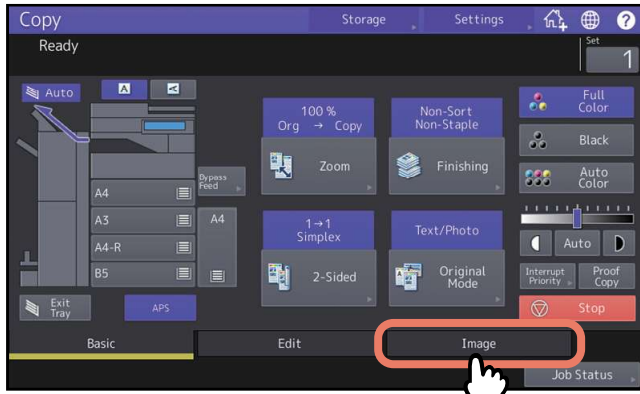 Copy
Storage
Settings
?
Ready
Set
1
Auto
A
A
100 %
Org → Copy
Zoom
Non-Sort
Non-Staple
Finishing
Full
Color
Black
Auto
Color
Bypass
Feed
A4
A3
A4-R
B5
A4
1→1
Simplex
2-Sided
Text/Photo
Original
Mode
Auto
Interrupt
Priority
Proof
Copy
Exit
Tray
APS
Stop
Basic
Edit
Image
Job Status